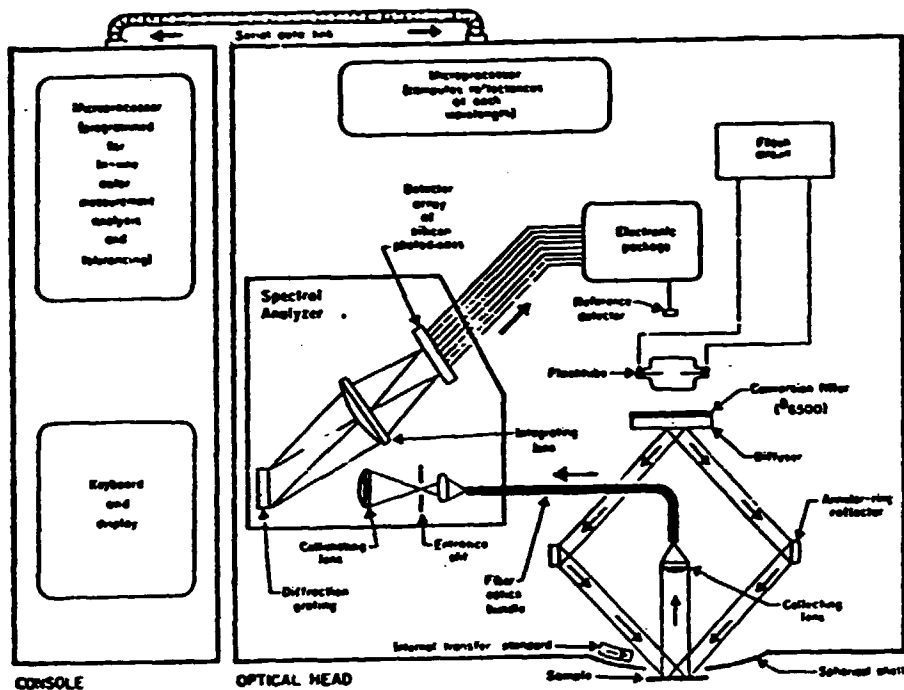 Serial data link
Microprocessor
(programmed
for
in-use
color
measurement
analysis
and
tolerancing)
Keyboard
and
display
CONSOLE
Microprocessor
(computes reflectances
at each
wavelength)
Flash
circuit
Detector
array
of
silicon
photodiodes
Electronic
package
Reference
detector
Spectral
Analyzer
Flashtube
Conversion filter
(D6500)
Diffuser
Integrating
lens
Annular-ring
reflector
Collimating
lens
Entrance
slit
Diffraction
grating
Fiber
optics
bundle
Collecting
lens
Internal transfer standard
Sample
Spherical shell
OPTICAL HEAD